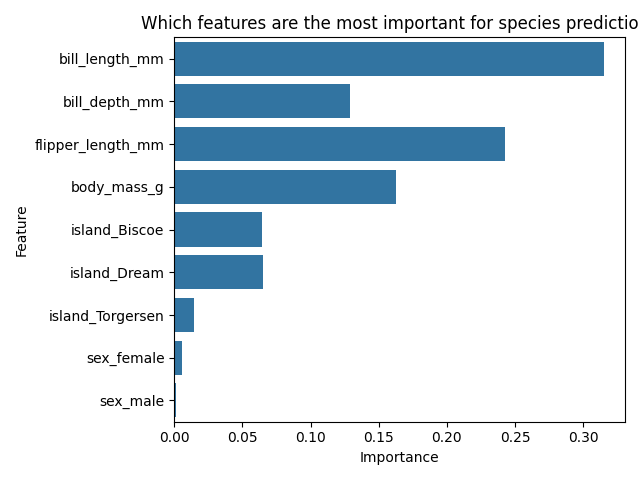 Which features are the most important for species predictio
bill_length_mm
bill_depth_mm
flipper_length_mm
body_mass_g
island_Biscoe
island_Dream
island_Torgersen
sex_female
sex_male
Feature
0.00 0.05 0.10 0.15 0.20 0.25 0.30
Importance